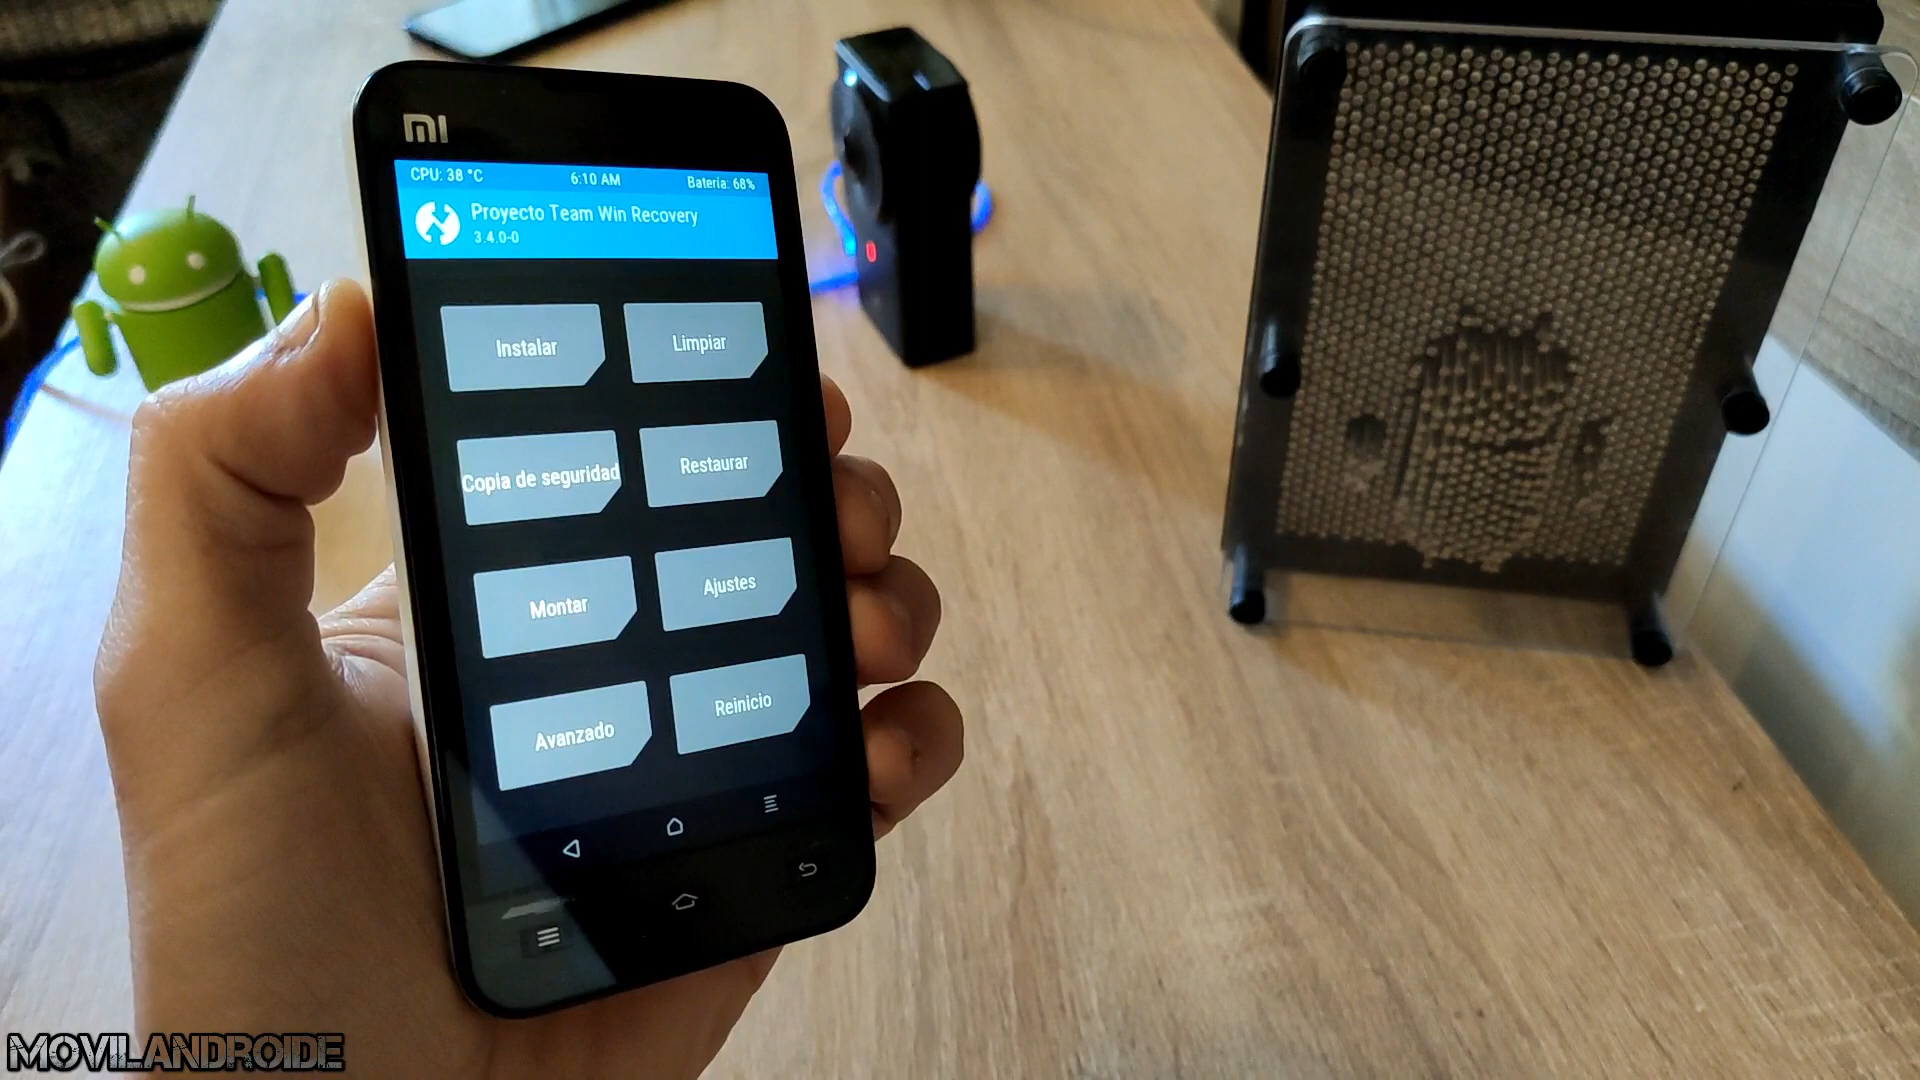 MI
CPU: 38 °C 6:10 AM Batería: 68%
Proyecto Team Win Recovery
3.4.0-0
Instalar Limpiar
Copia de seguridad Restaurar
Montar Ajustes
Avanzado Reinicio
MOVILANDROIDE